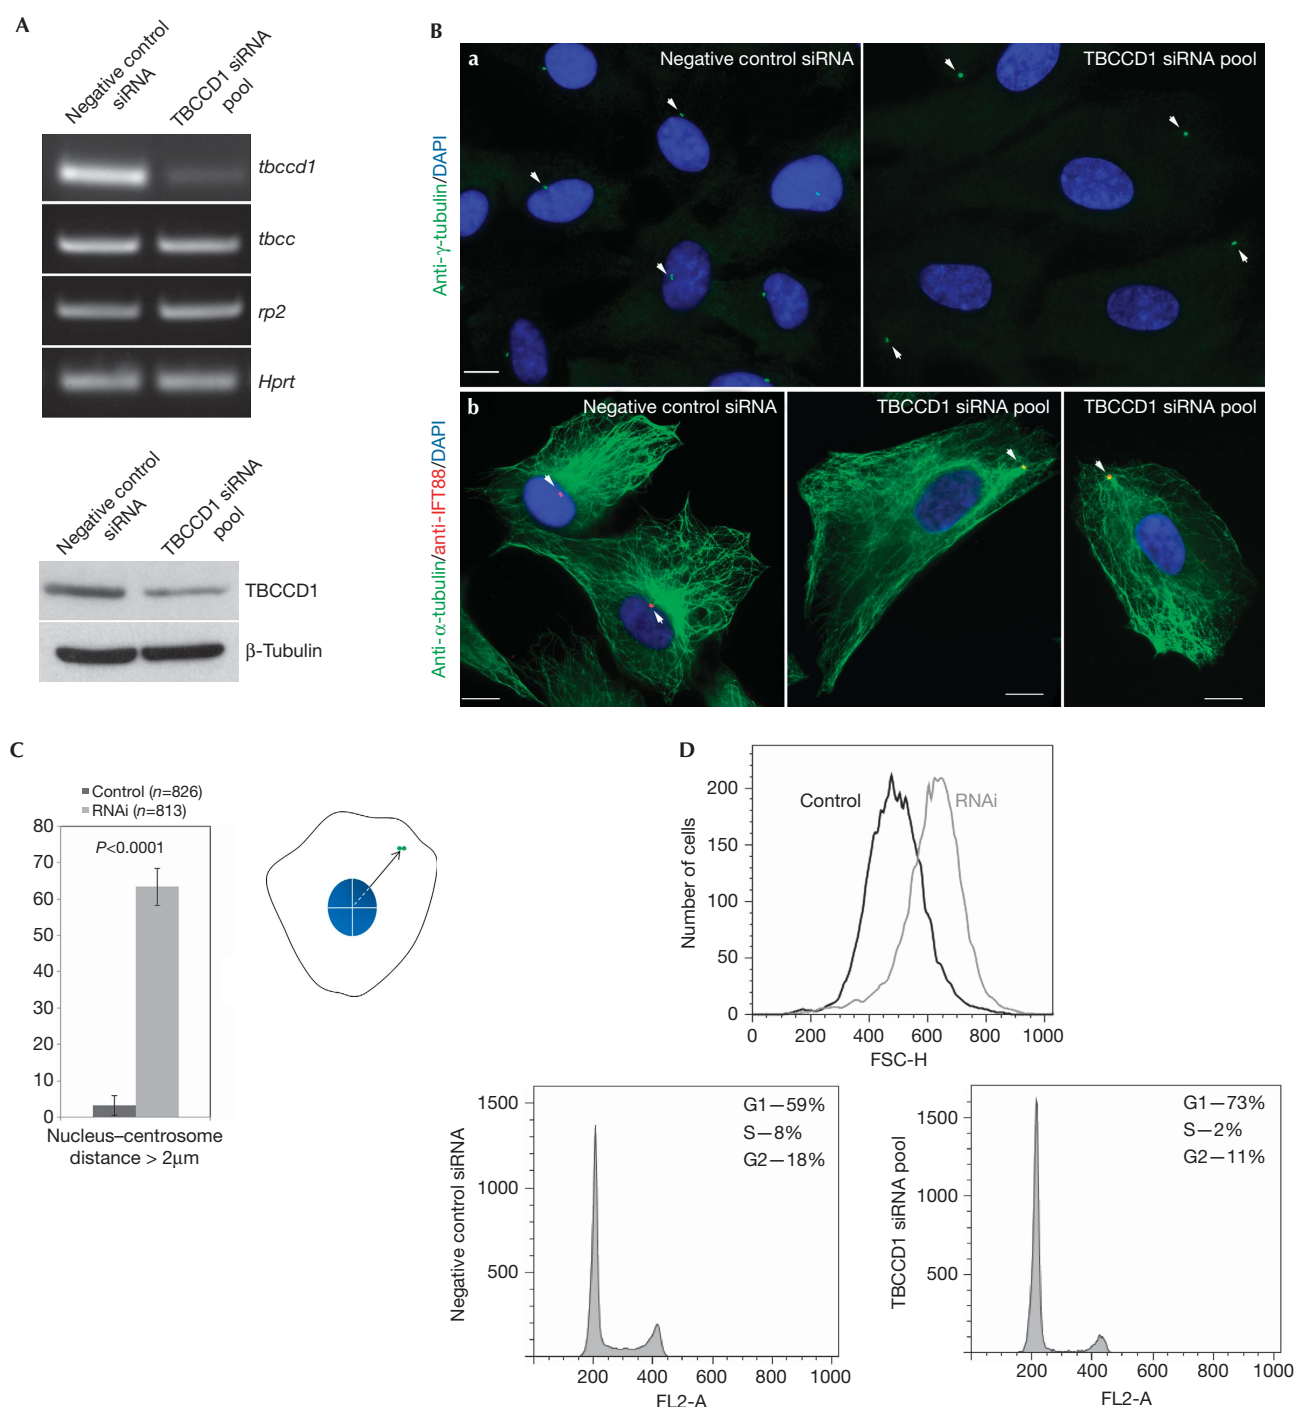 A
Negative control
siRNA
TBCCD1 siRNA
pool
tbccd1
tbcc
rp2
Hprt
Negative control
siRNA
TBCCD1 siRNA
pool
TBCCD1
β-Tubulin
B
Anti-γ-tubulin/DAPI
a
Negative control siRNA
TBCCD1 siRNA pool
Anti-α-tubulin/anti-IFT88/DAPI
b
Negative control siRNA
TBCCD1 siRNA pool
TBCCD1 siRNA pool
C
Control (n=826)
RNAi (n=813)
P<0.0001
80
70
60
50
40
30
20
10
0
Nucleus–centrosome
distance > 2μm
D
Number of cells
200
150
100
50
0
Control
RNAi
0 200 400 600 800 1000
FSC-H
Negative control siRNA
1500
1000
500
G1—59%
S—8%
G2—18%
200 400 600 800 1000
FL2-A
TBCCD1 siRNA pool
1500
1000
500
G1—73%
S—2%
G2—11%
200 400 600 800 1000
FL2-A